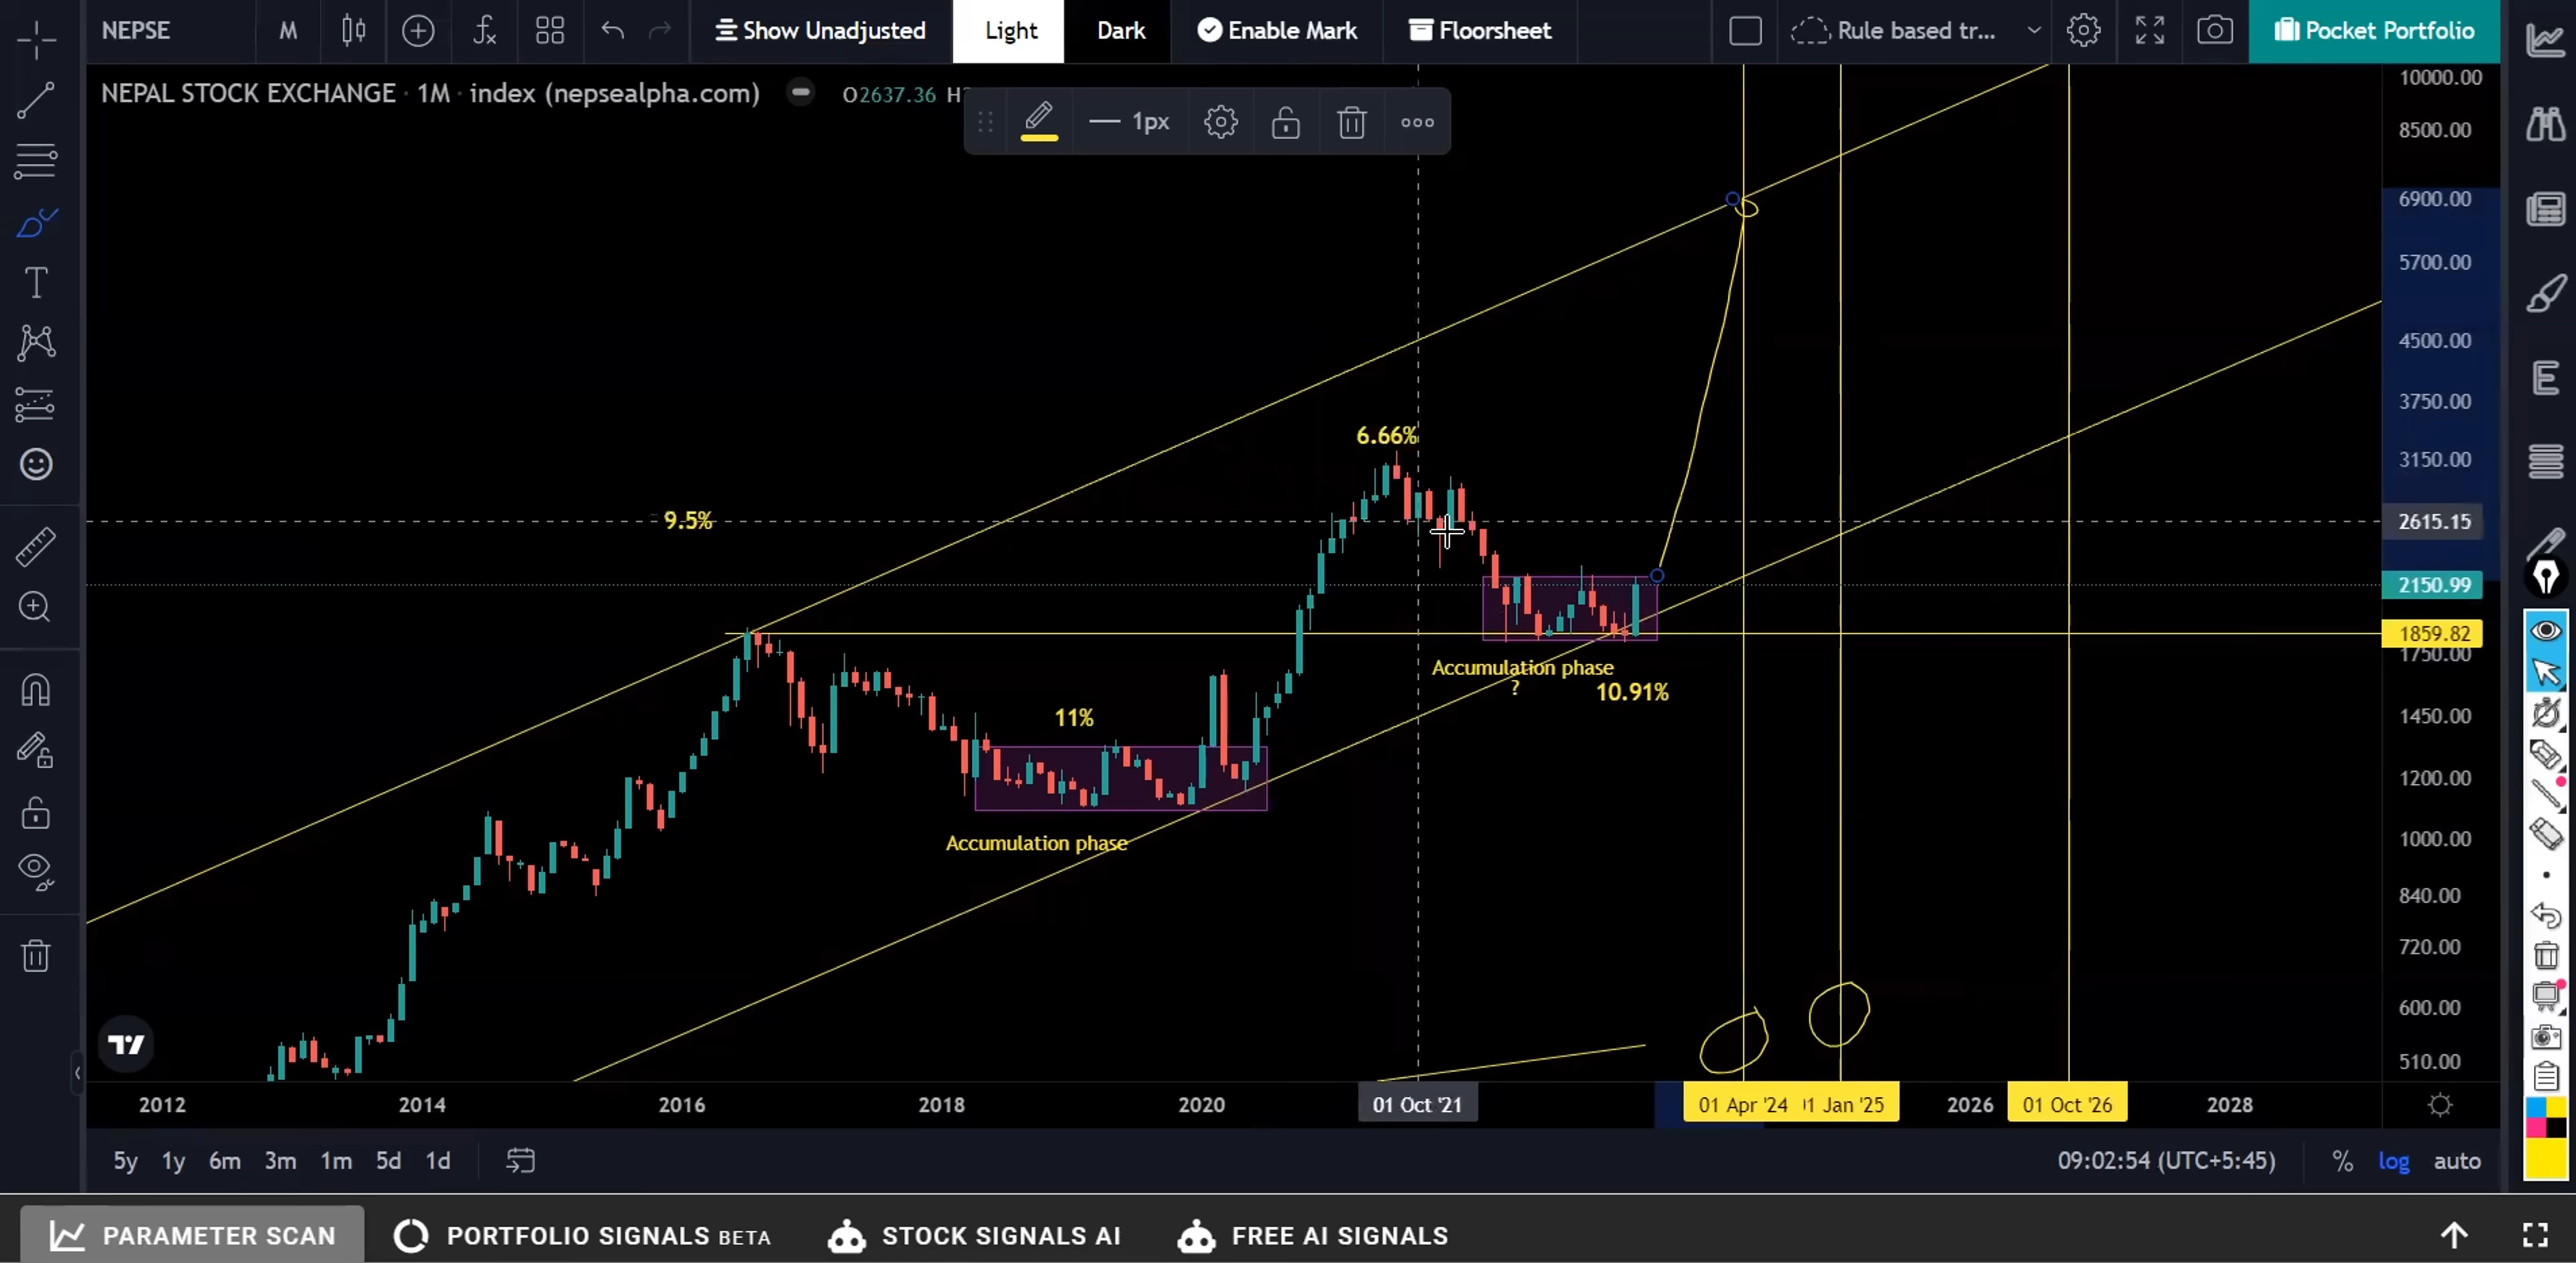 NEPSE M Show Unadjusted Light Dark Enable Mark Floorsheet Rule based tr... Pocket Portfolio
NEPAL STOCK EXCHANGE · 1M · index (nepsealpha.com) O2637.36
1px
10000.00
8500.00
6900.00
5700.00
4500.00
3750.00
6.66%
3150.00
9.5%
2615.15
2150.99
1859.82
1750.00
Accumulation phase
?
10.91%
11%
1450.00
1200.00
Accumulation phase
1000.00
840.00
720.00
600.00
510.00
2012 2014 2016 2018 2020 01 Oct '21 01 Apr '24 1 Jan '25 2026 01 Oct '26 2028
5y 1y 6m 3m 1m 5d 1d 09:02:54 (UTC+5:45) % log auto
PARAMETER SCAN PORTFOLIO SIGNALS BETA STOCK SIGNALS AI FREE AI SIGNALS